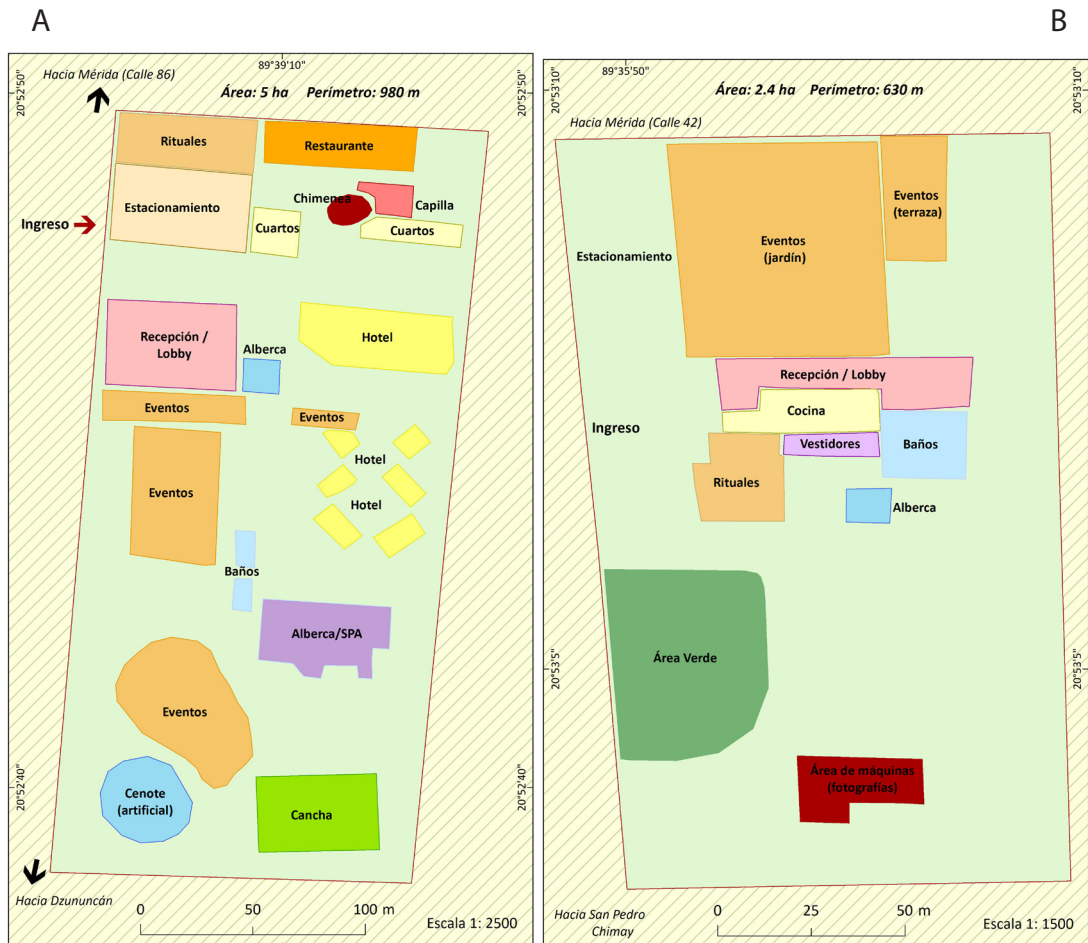 A
Hacia Mérida (Calle 86)
89°39'10"
20°52'50"
20°52'50"
Área: 5 ha Perímetro: 980 m
Rituales
Restaurante
Estacionamiento
Chimenea
Capilla
Ingreso
Cuartos
Cuartos
Recepción /
Lobby
Alberca
Hotel
Eventos
Eventos
Hotel
Eventos
Hotel
Baños
Alberca/SPA
Eventos
20°52'40"
20°52'40"
Cenote
(artificial)
Cancha
Hacia Dzununcán
0 50 100 m
Escala 1: 2500
B
89°35'50"
20°53'10"
20°53'10"
Área: 2.4 ha Perímetro: 630 m
Hacia Mérida (Calle 42)
Eventos
(terraza)
Eventos
(jardín)
Estacionamiento
Recepción / Lobby
Cocina
Ingreso
Vestidores
Baños
Rituales
Alberca
Área Verde
20°53'5"
20°53'5"
Área de máquinas
(fotografías)
Hacia San Pedro
Chimay
0 25 50 m
Escala 1: 1500